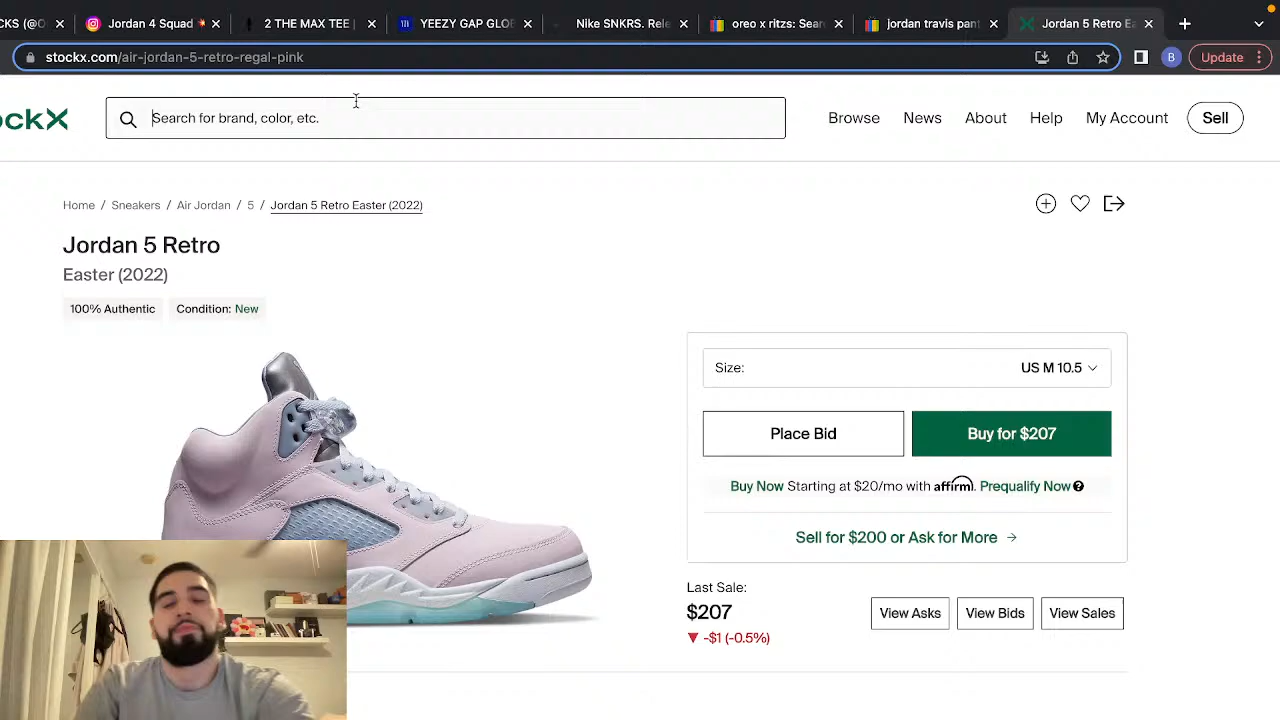 KS (@O
Jordan 4 Squad
2 THE MAX TEE |
YEEZY GAP GLOE
Nike SNKRS. Rele
oreo x ritzs: Sear
jordan travis pant
Jordan 5 Retro Ea
stockx.com/air-jordan-5-retro-regal-pink
B
Update
ckX
Search for brand, color, etc.
Browse
News
About
Help
My Account
Sell
Home / Sneakers / Air Jordan / 5 / Jordan 5 Retro Easter (2022)
Jordan 5 Retro
Easter (2022)
100% Authentic
Condition: New
Size:
US M 10.5
Place Bid
Buy for $207
Buy Now Starting at $20/mo with affirm. Prequalify Now
Sell for $200 or Ask for More
Last Sale:
$207
-$1 (-0.5%)
View Asks
View Bids
View Sales